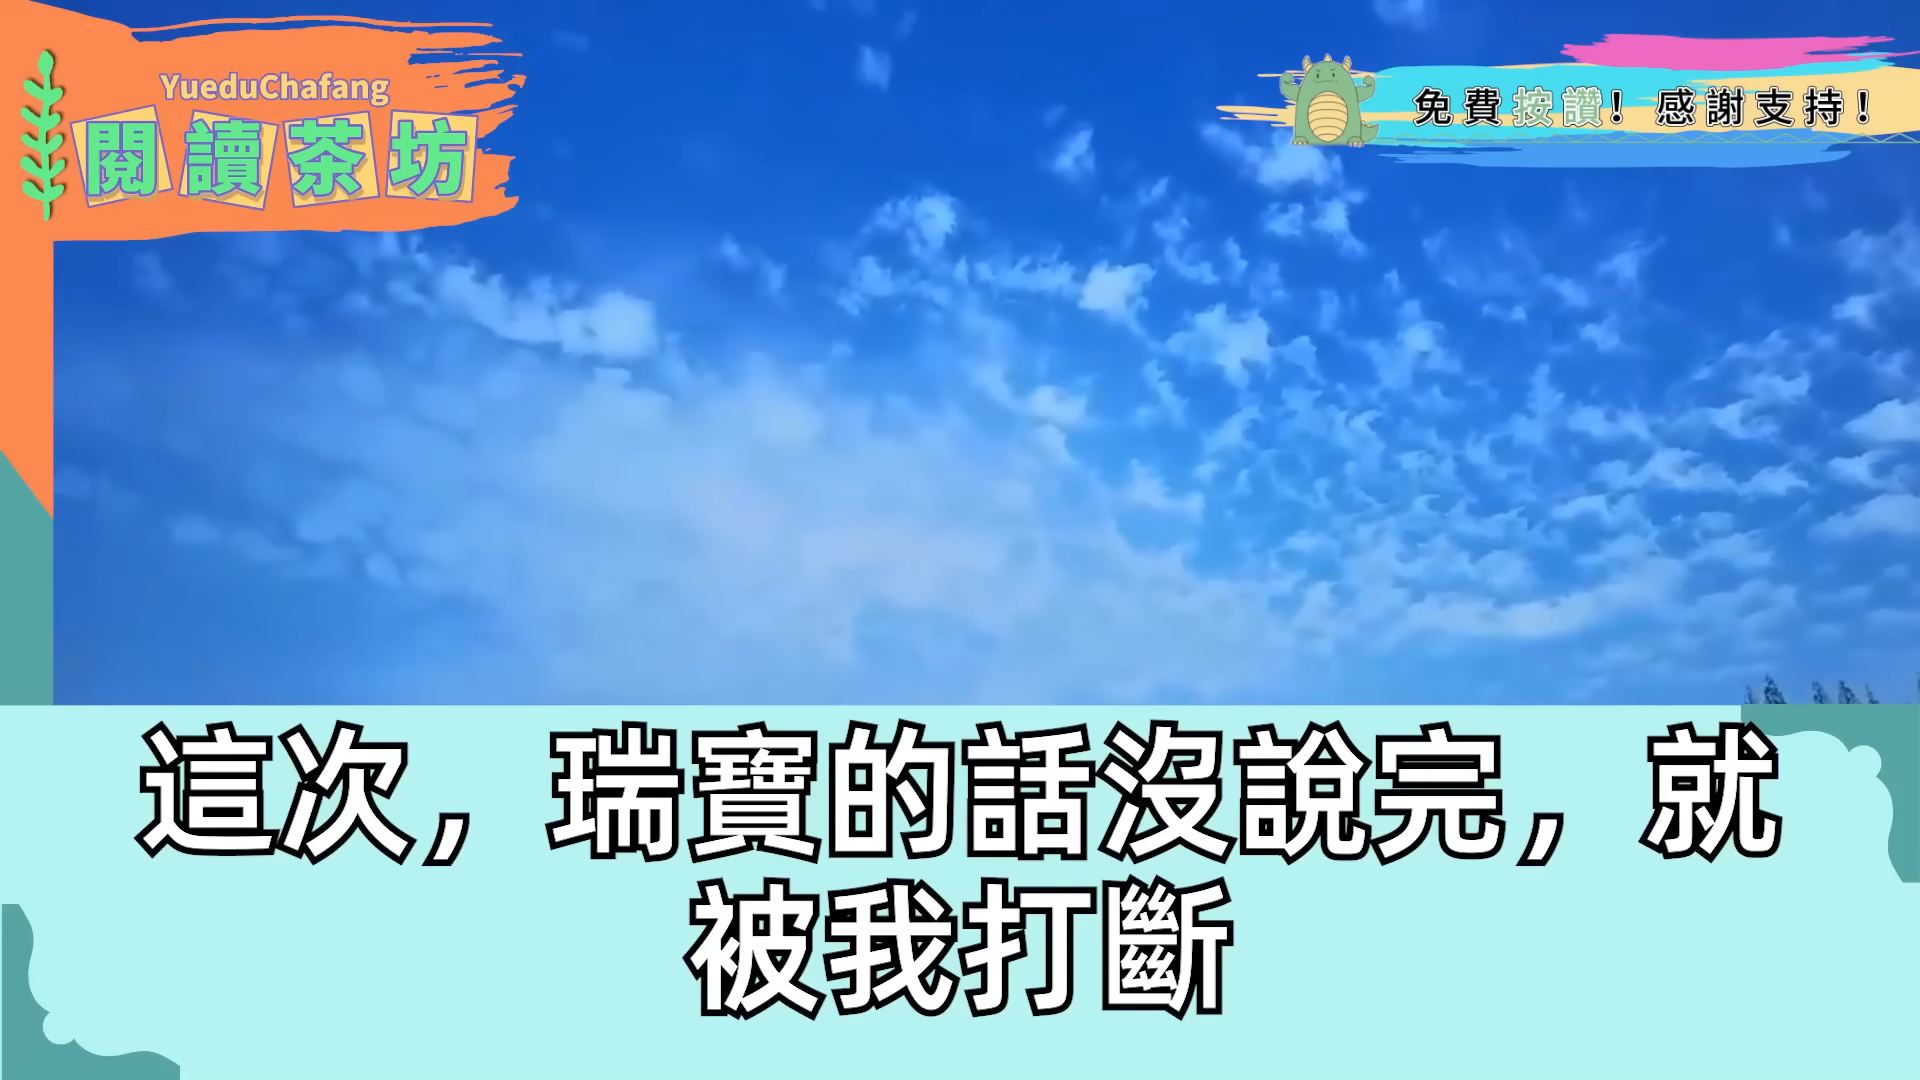 YueduChafang
閱讀茶坊
免費按讚！感謝支持！
這次，瑞寶的話沒說完，就
被我打斷